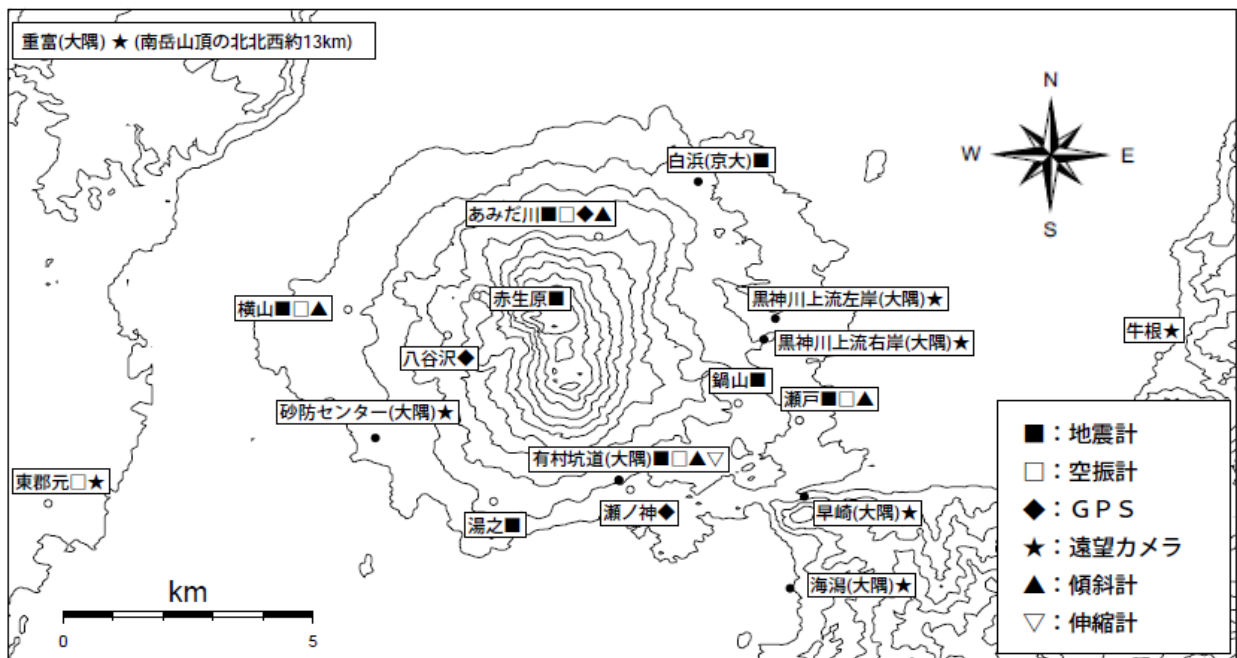 重富(大隅) ★ (南岳山頂の北北西約13km)
N
W
E
S
白浜(京大)■
あみだ川■□◆▲
赤生原■
黒神川上流左岸(大隅)★
横山■□▲
黒神川上流右岸(大隅)★
牛根★
八谷沢◆
鍋山■
瀬戸■□▲
砂防センター(大隅)★
有村坑道(大隅)■□▲▽
東郡元□★
瀬ノ神◆
早崎(大隅)★
湯之■
海潟(大隅)★
km
0
5
■：地震計
□：空振計
◆：ＧＰＳ
★：遠望カメラ
▲：傾斜計
▽：伸縮計